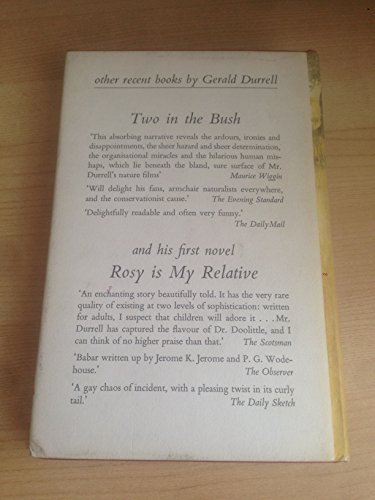 other recent books by Gerald Durrell
Two in the Bush
'This absorbing narrative reveals the ardours, ironies and
disappointments, the sheer hazard and sheer determination,
the organisational miracles and the hilarious human mis-
haps, which lie beneath the bland, sure surface of Mr.
Durrell's nature films' Maurice Wiggin
'Will delight his fans, armchair naturalists everywhere,
and the conservationist cause.' The Evening Standard
'Delightfully readable and often very funny.'
The Daily Mail
and his first novel
Rosy is My Relative
'An enchanting story beautifully told. It has the very rare
quality of existing at two levels of sophistication: written
for adults, I suspect that children will adore it . . . Mr.
Durrell has captured the flavour of Dr. Doolittle, and I
can think of no higher praise than that.' The Scotsman
'Babar written up by Jerome K. Jerome and P. G. Wode-
house.' The Observer
'A gay chaos of incident, with a pleasing twist in its curly
tail.' The Daily Sketch